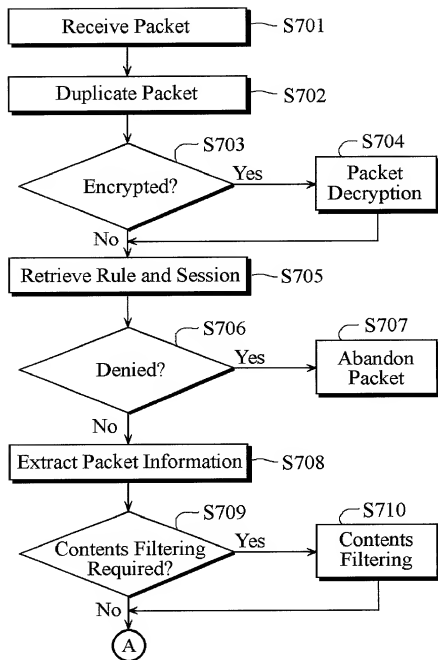 Receive Packet
S701
Duplicate Packet
S702
S703
Encrypted?
Yes
S704
Packet
Decryption
No
Retrieve Rule and Session
S705
S706
Denied?
Yes
S707
Abandon
Packet
No
Extract Packet Information
S708
S709
Contents Filtering
Required?
Yes
S710
Contents
Filtering
No
A